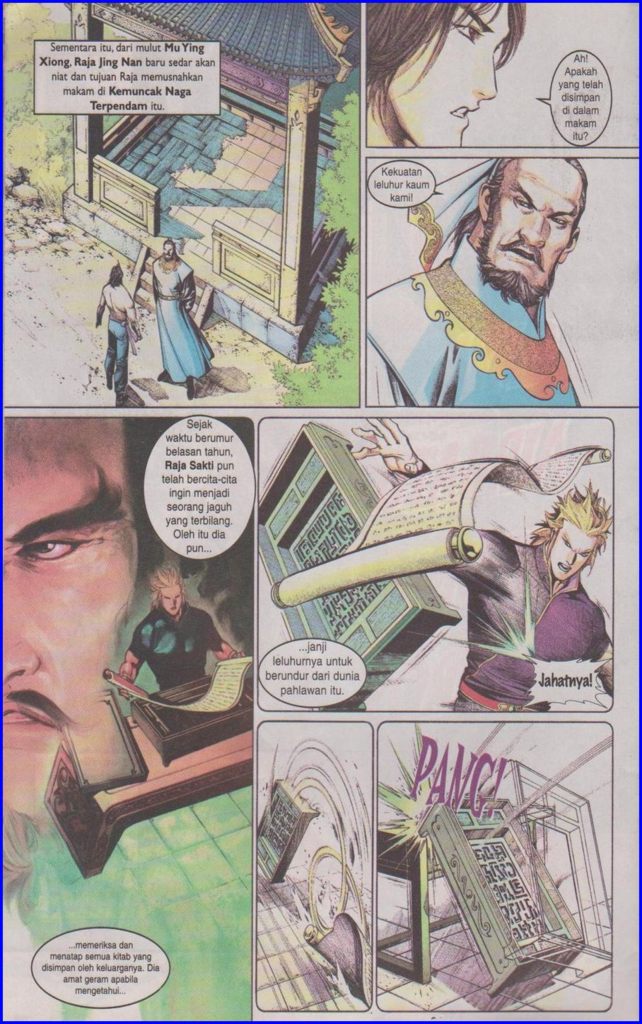 Sementara itu, dari mulut Mu Ying
Xiong, Raja Jing Nan baru sedar akan
niat dan tujuan Raja memusnahkan
makam di Kemuncak Naga
Terpendam itu.
Ah!
Apakah
yang telah
disimpan
di dalam
makam
itu?
Kekuatan
leluhur kaum
kami!
Sejak
waktu berumur
belasan tahun,
Raja Sakti pun
telah bercita-cita
ingin menjadi
seorang jaguh
yang terbilang.
Oleh itu dia
pun...
...memeriksa dan
menatap semua kitab yang
disimpan oleh keluarganya. Dia
amat geram apabila
mengetahui...
...janji
leluhurnya untuk
berundur dari dunia
pahlawan itu.
Jahatnya!
PANG!